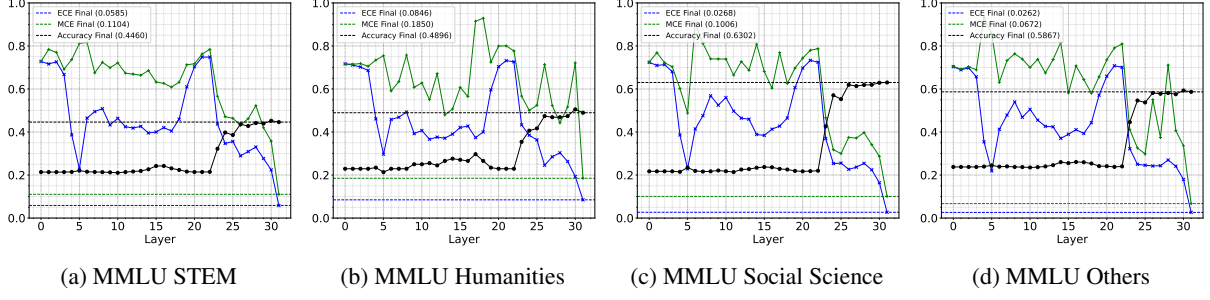 ECE Final (0.0585)
MCE Final (0.1104)
Accuracy Final (0.4460)
1.0
0.8
0.6
0.4
0.2
0.0
0 5 10 15 20 25 30
Layer
(a) MMLU STEM
ECE Final (0.0846)
MCE Final (0.1850)
Accuracy Final (0.4896)
1.0
0.8
0.6
0.4
0.2
0.0
0 5 10 15 20 25 30
Layer
(b) MMLU Humanities
ECE Final (0.0268)
MCE Final (0.1006)
Accuracy Final (0.6302)
1.0
0.8
0.6
0.4
0.2
0.0
0 5 10 15 20 25 30
Layer
(c) MMLU Social Science
ECE Final (0.0262)
MCE Final (0.0672)
Accuracy Final (0.5867)
1.0
0.8
0.6
0.4
0.2
0.0
0 5 10 15 20 25 30
Layer
(d) MMLU Others